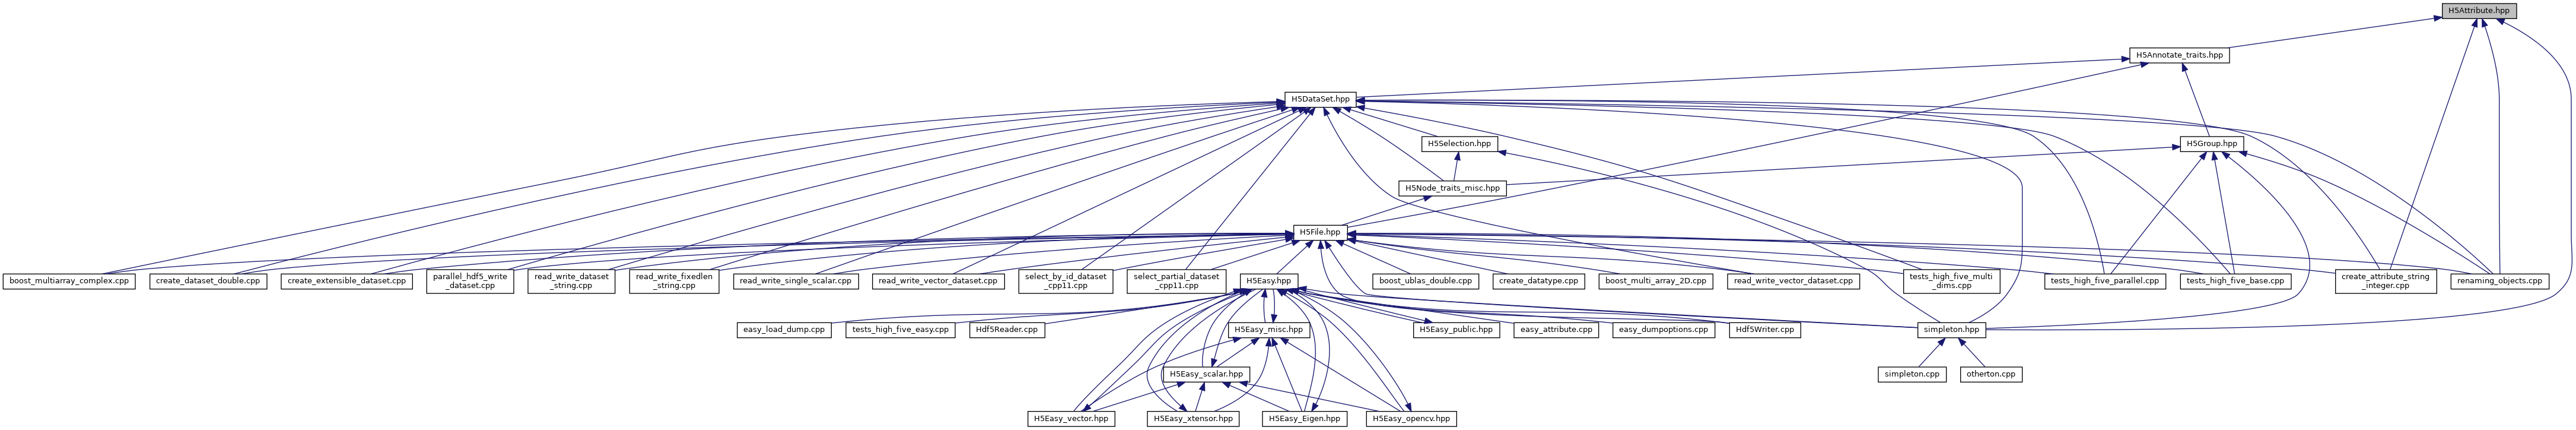 H5Attribute.hpp
H5Annotate_traits.hpp
H5DataSet.hpp
H5Selection.hpp
H5Group.hpp
H5Node_traits_misc.hpp
H5File.hpp
boost_multiarray_complex.cpp
create_dataset_double.cpp
create_extensible_dataset.cpp
parallel_hdf5_write
_dataset.cpp
read_write_dataset
_string.cpp
read_write_fixedlen
_string.cpp
read_write_single_scalar.cpp
read_write_vector_dataset.cpp
select_by_id_dataset
_cpp11.cpp
select_partial_dataset
_cpp11.cpp
H5Easy.hpp
boost_ublas_double.cpp
create_datatype.cpp
boost_multi_array_2D.cpp
read_write_vector_dataset.cpp
tests_high_five_multi
_dims.cpp
tests_high_five_parallel.cpp
tests_high_five_base.cpp
create_attribute_string
_integer.cpp
renaming_objects.cpp
easy_load_dump.cpp
tests_high_five_easy.cpp
Hdf5Reader.cpp
H5Easy_misc.hpp
H5Easy_public.hpp
easy_attribute.cpp
easy_dumpoptions.cpp
Hdf5Writer.cpp
simpleton.hpp
H5Easy_scalar.hpp
simpleton.cpp
otherton.cpp
H5Easy_vector.hpp
H5Easy_xtensor.hpp
H5Easy_Eigen.hpp
H5Easy_opencv.hpp